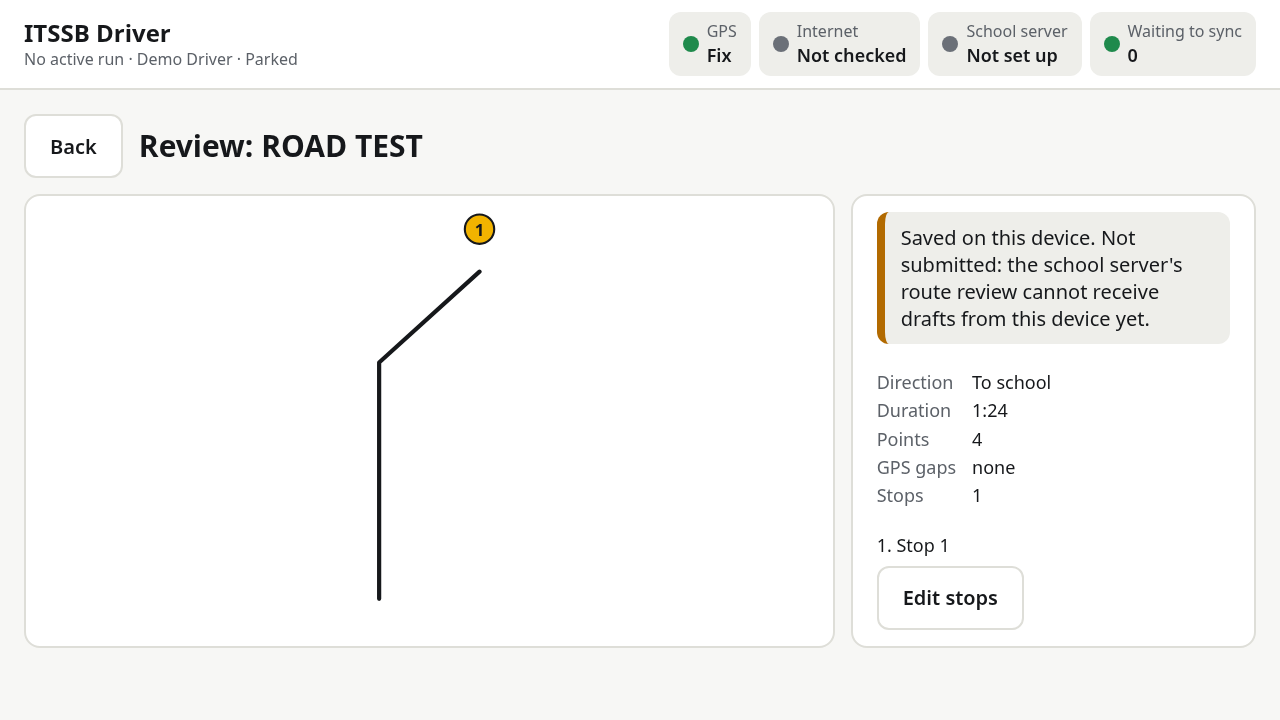 ITSSB Driver
No active run · Demo Driver · Parked
GPS
Fix
Internet
Not checked
School server
Not set up
Waiting to sync
0
Back
Review: ROAD TEST
1
Saved on this device. Not
submitted: the school server's
route review cannot receive
drafts from this device yet.
Direction To school
Duration 1:24
Points 4
GPS gaps none
Stops 1
1. Stop 1
Edit stops